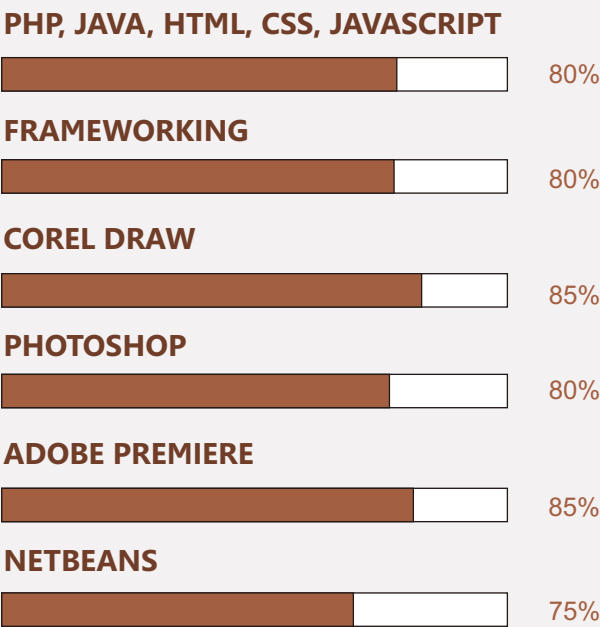 PHP, JAVA, HTML, CSS, JAVASCRIPT
80%
FRAMEWORKING
80%
COREL DRAW
85%
PHOTOSHOP
80%
ADOBE PREMIERE
85%
NETBEANS
75%